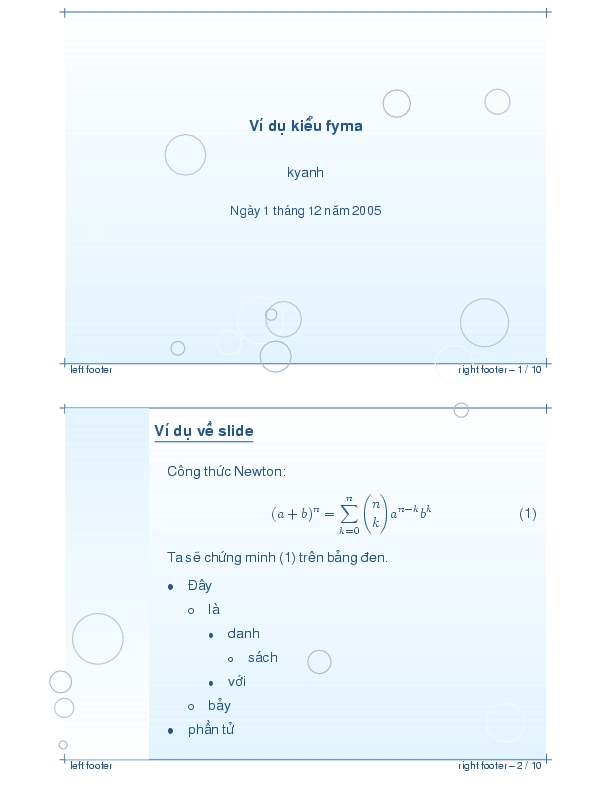 Ví dụ kiểu fyma
kyanh
Ngày 1 tháng 12 năm 2005
left footer
right footer – 1 / 10
Ví dụ về slide
Công thức Newton:
(a + b)^n = \sum_{k=0}^{n} \binom{n}{k} a^{n-k} b^k (1)
Ta sẽ chứng minh (1) trên bảng đen.
• Đây
○ là
• danh
○ sách
• với
○ bảy
• phần tử
left footer
right footer – 2 / 10